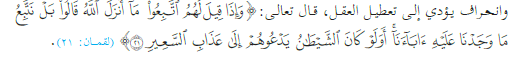 وانحراف يؤدي إلى تعطيل العقل، قال تعالى: ﴿وَإِذَا قِيلَ لَهُمُ ٱتَّبِعُواْ مَآ أَنزَلَ ٱللَّهُ قَالُواْ بَلۡ نَتَّبِعُ
مَا وَجَدۡنَا عَلَيۡهِ ءَابَآءَنَآۚ أَوَلَوۡ كَانَ ٱلشَّيۡطَٰنُ يَدۡعُوهُمۡ إِلَىٰ عَذَابِ ٱلسَّعِيرِ ٢١﴾ (لقمان: ٢١).